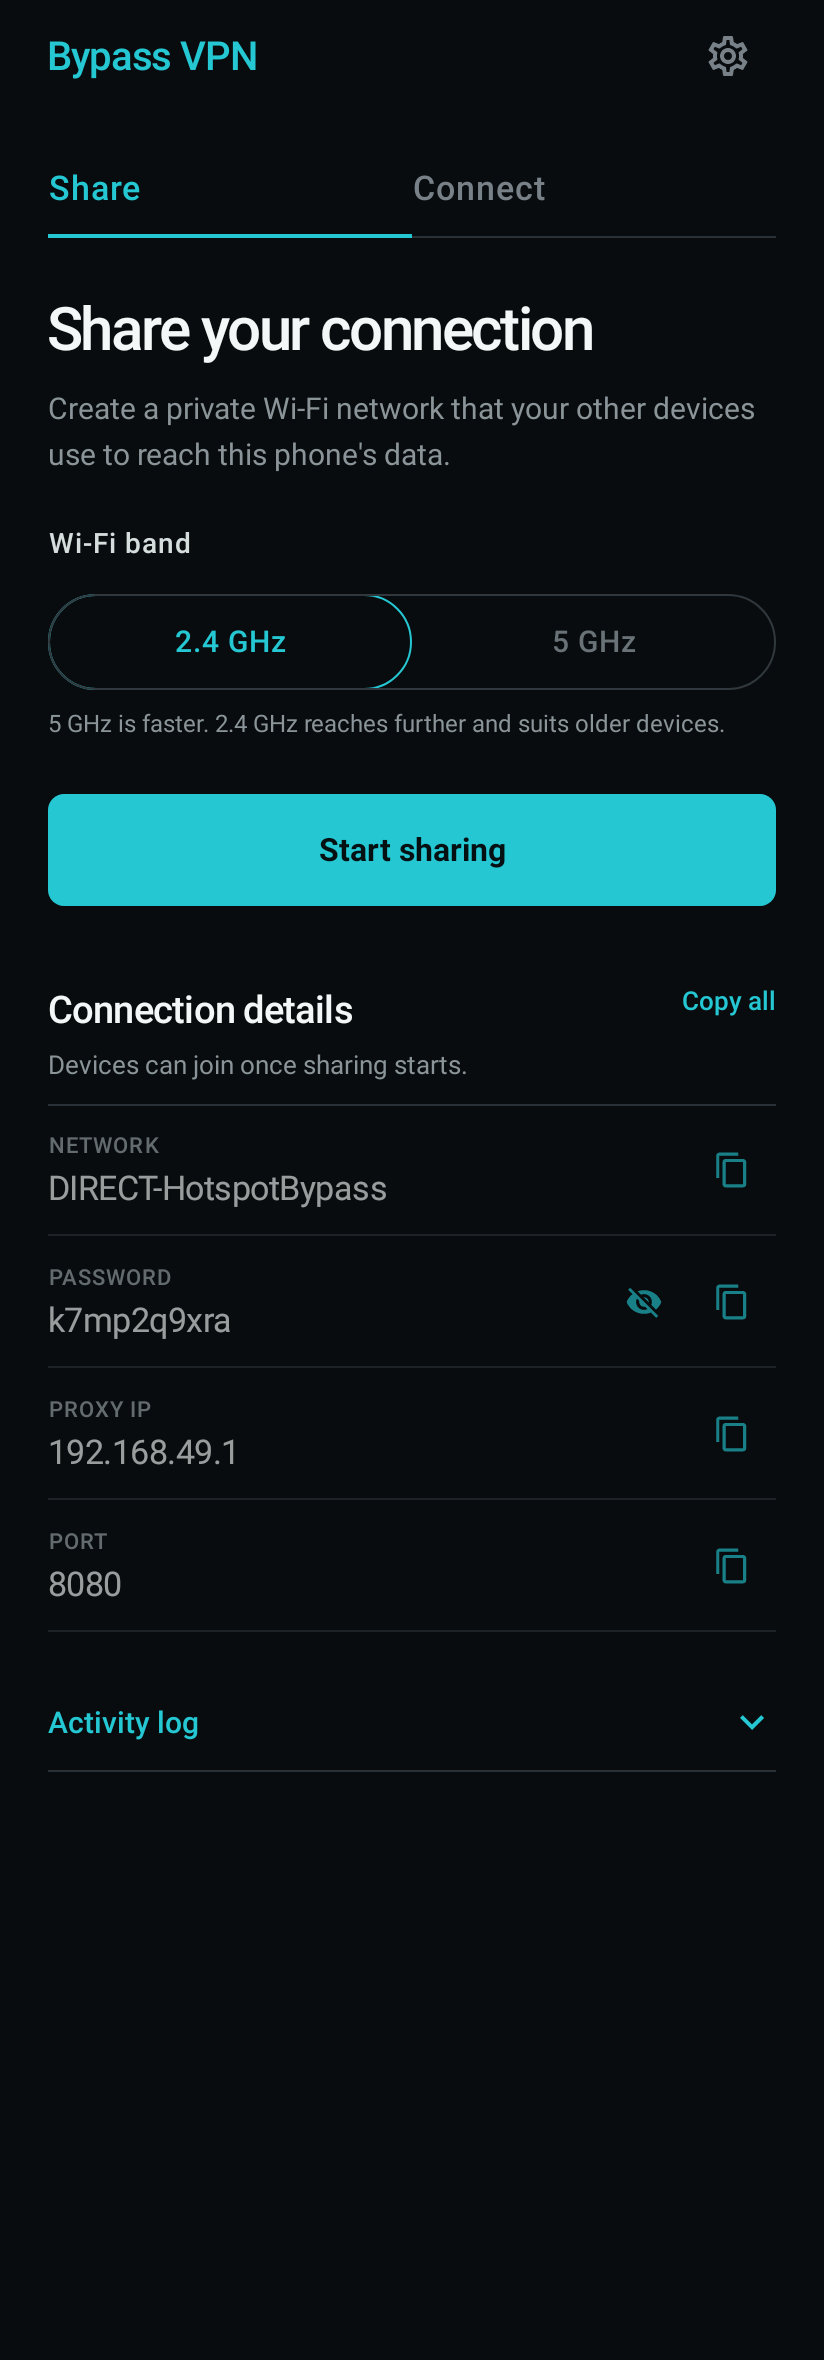 Bypass VPN
Share
Connect
Share your connection
Create a private Wi-Fi network that your other devices
use to reach this phone's data.
Wi-Fi band
2.4 GHz
5 GHz
5 GHz is faster. 2.4 GHz reaches further and suits older devices.
Start sharing
Connection details
Copy all
Devices can join once sharing starts.
NETWORK
DIRECT-HotspotBypass
PASSWORD
k7mp2q9xra
PROXY IP
192.168.49.1
PORT
8080
Activity log